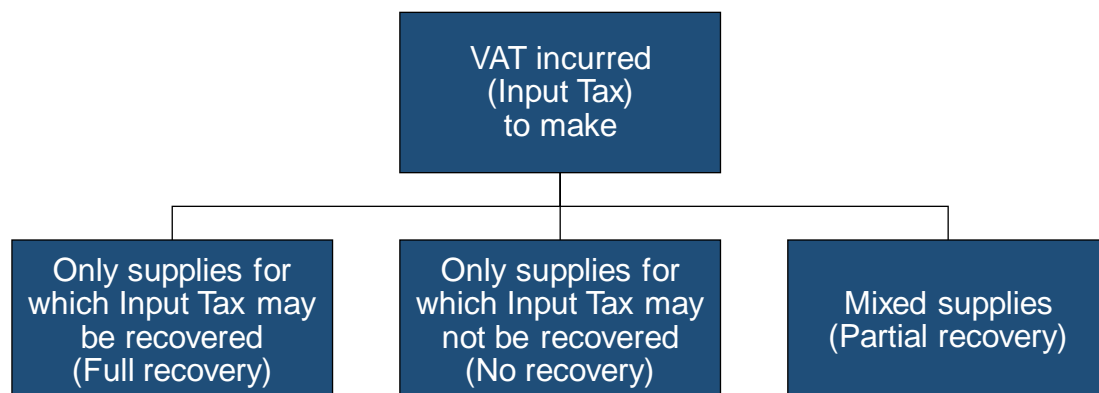 VAT incurred
(Input Tax)
to make
Only supplies for
which Input Tax may
be recovered
(Full recovery)
Only supplies for
which Input Tax may
not be recovered
(No recovery)
Mixed supplies
(Partial recovery)